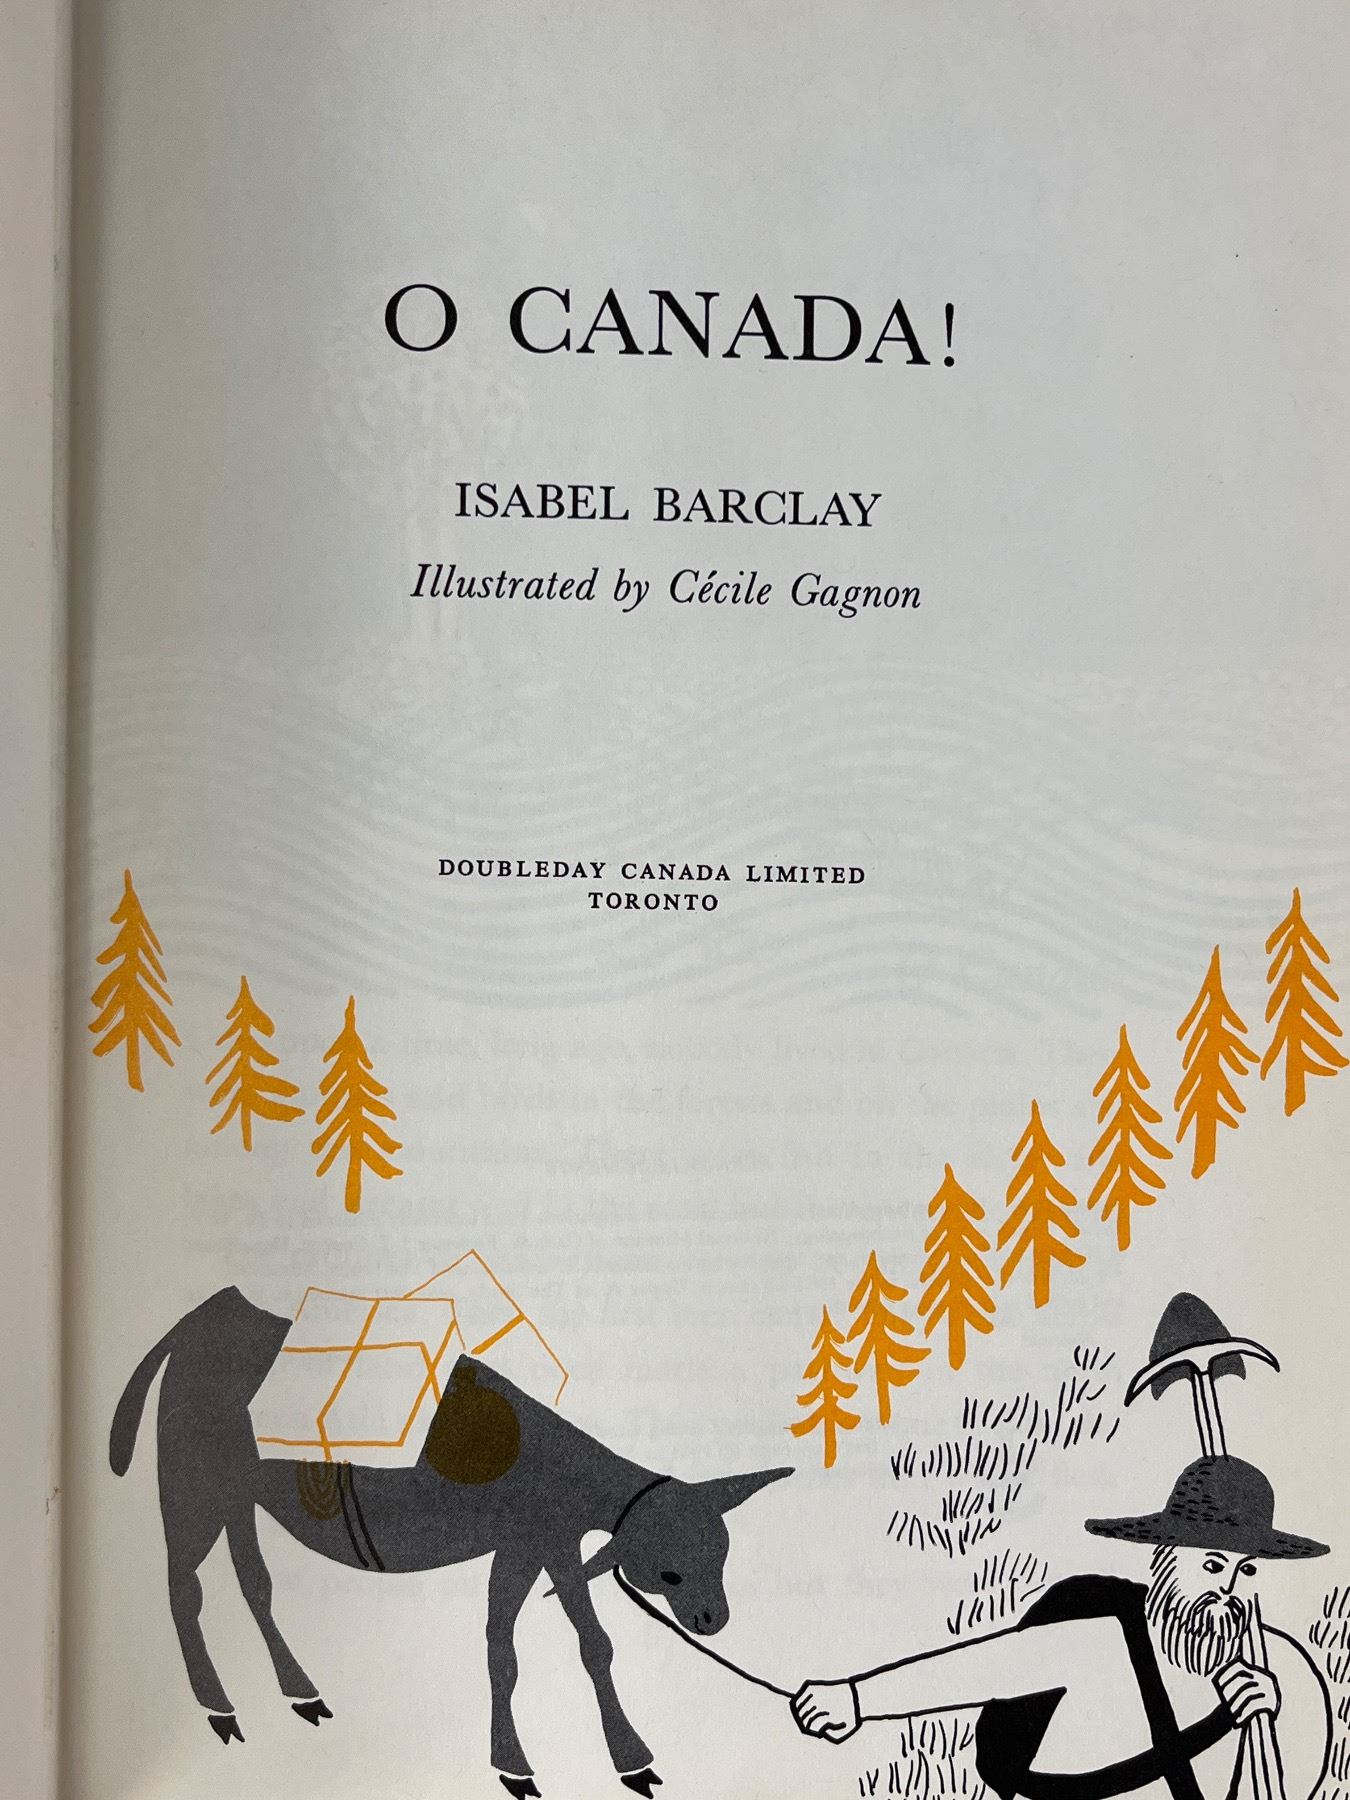 O CANADA!
ISABEL BARCLAY
Illustrated by Cécile Gagnon
DOUBLEDAY CANADA LIMITED
TORONTO